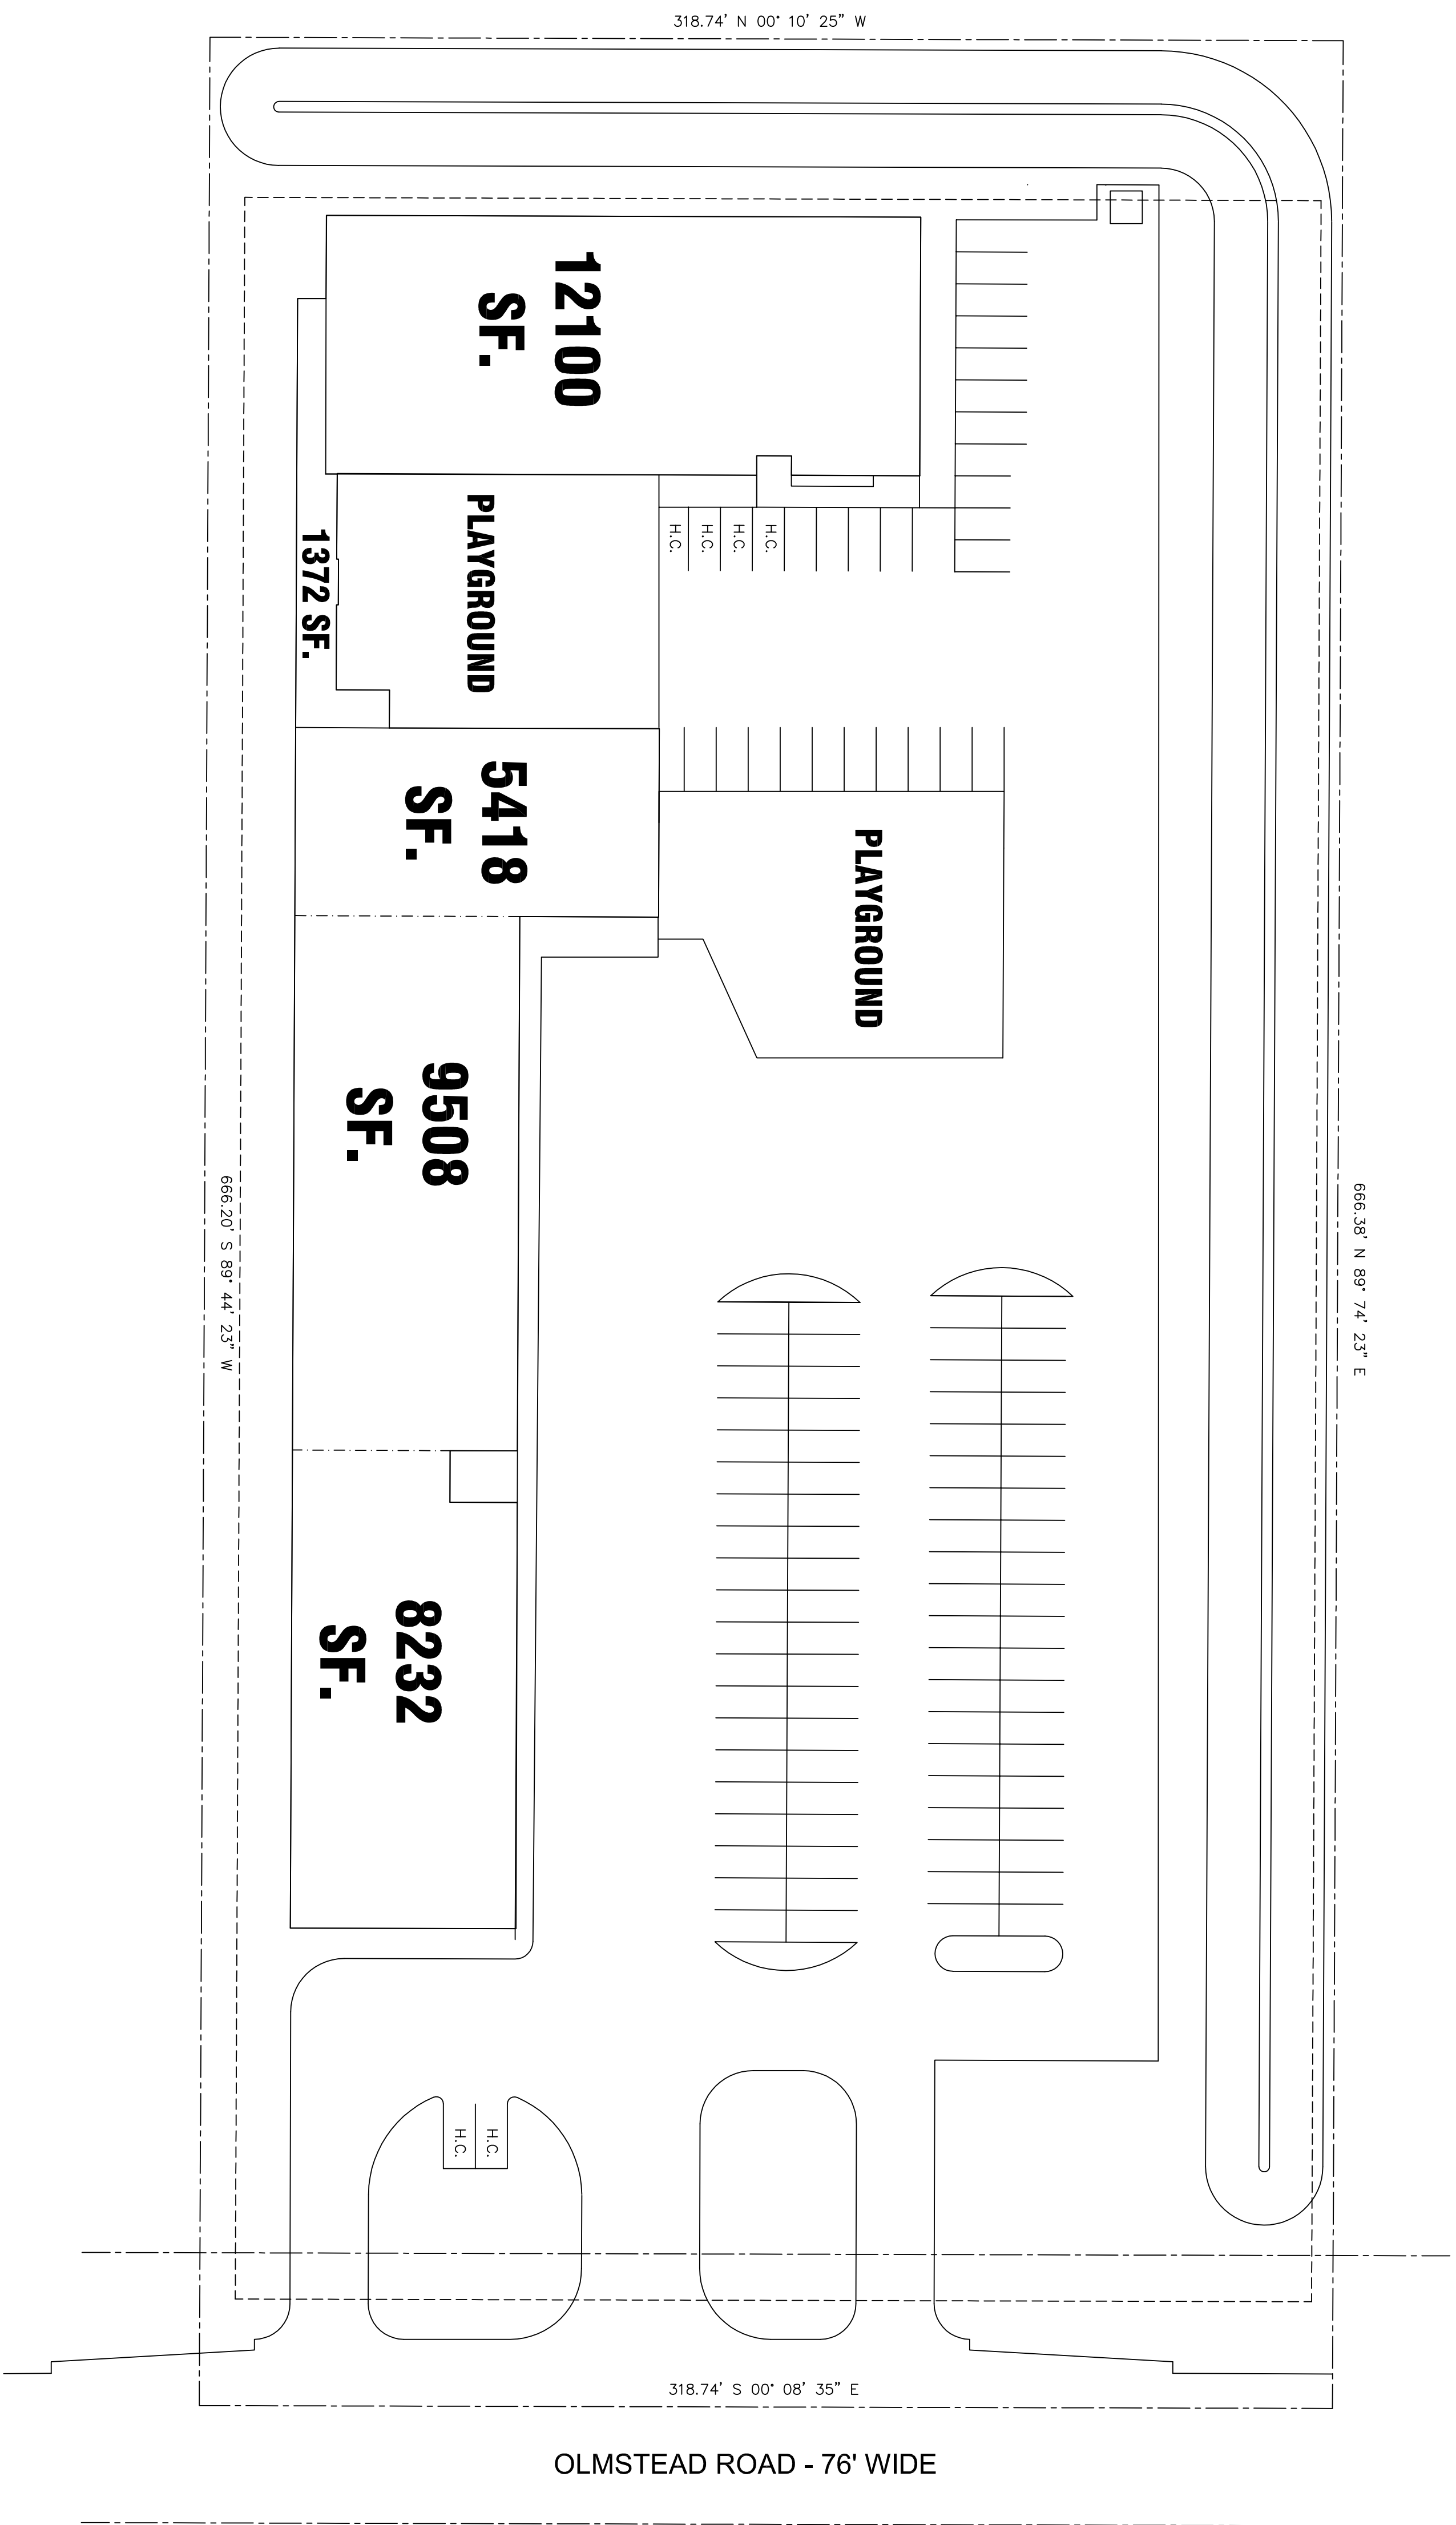 318.74' N 00° 10' 25" W
12100
SF.
PLAYGROUND
1372 SF.
H.C.
H.C.
H.C.
H.C.
5418
SF.
PLAYGROUND
9508
SF.
666.20' S 89° 44' 23" W
666.38' N 89° 74' 23" E
8232
SF.
H.C.
H.C.
318.74' S 00° 08' 35" E
OLMSTEAD ROAD - 76' WIDE